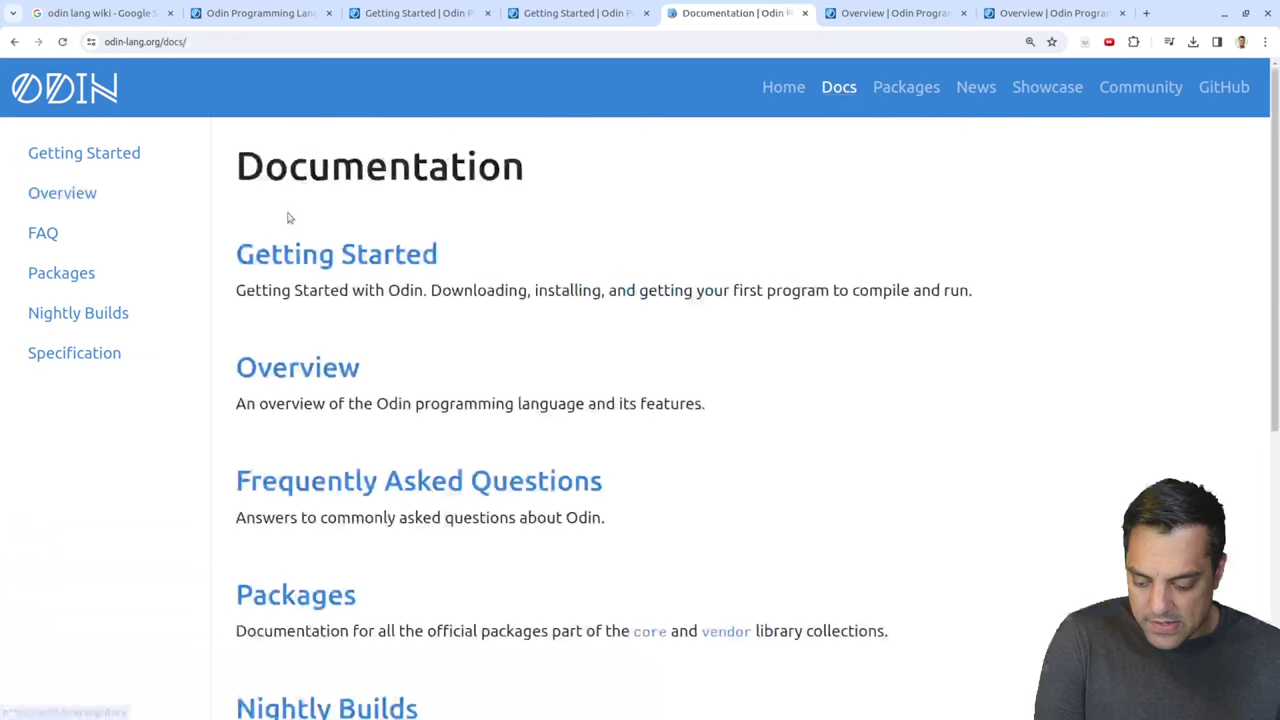 odin lang wiki - Google S
Odin Programming Lan
Getting Started | Odin P
Getting Started | Odin P
Documentation | Odin
Overview | Odin Program
Overview | Odin Program
odin-lang.org/docs/
ODIN
Home
Docs
Packages
News
Showcase
Community
GitHub
Getting Started
Overview
FAQ
Packages
Nightly Builds
Specification
Documentation
Getting Started
Getting Started with Odin. Downloading, installing, and getting your first program to compile and run.
Overview
An overview of the Odin programming language and its features.
Frequently Asked Questions
Answers to commonly asked questions about Odin.
Packages
Documentation for all the official packages part of the core and vendor library collections.
Nightly Builds